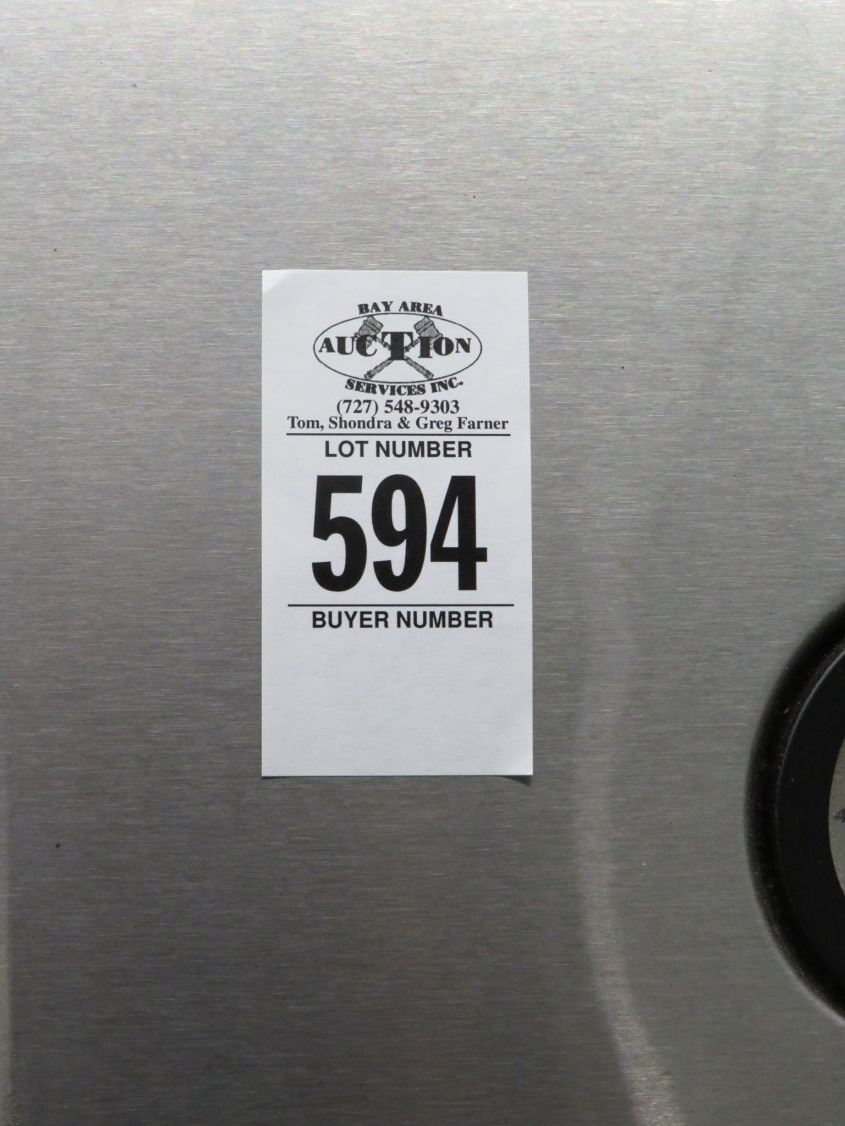 BAY AREA
AUCTION
SERVICES INC.
(727) 548-9303
Tom, Shondra & Greg Farner
LOT NUMBER
594
BUYER NUMBER